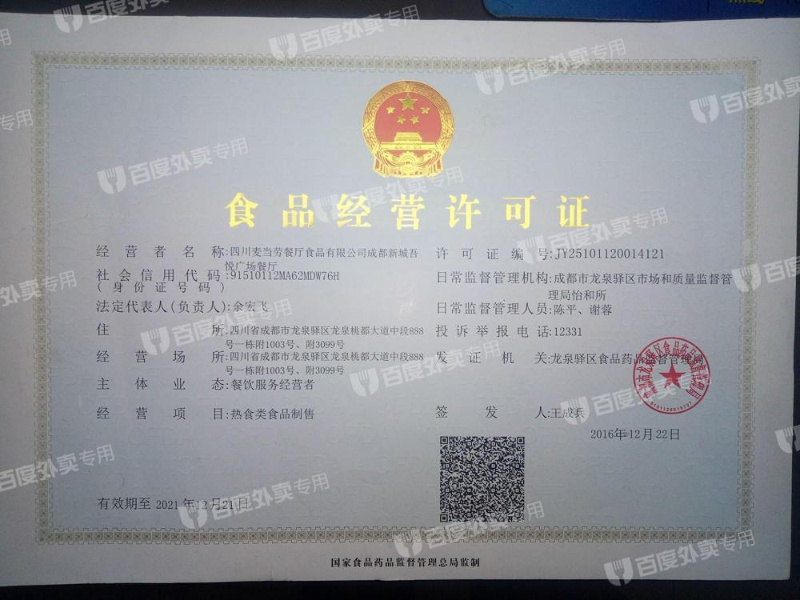 食品经营许可证
经营者名称:四川麦当劳餐厅食品有限公司成都新城吾
悦广场餐厅
社会信用代码:91510112MA62MDW76H
(身份证号码)
法定代表人(负责人):余宏飞
住所:四川省成都市龙泉驿区龙泉桃都大道中段888
号一栋附1003号、附3099号
经营场所:四川省成都市龙泉驿区龙泉桃都大道中段888
号一栋附1003号、附3099号
主体业态:餐饮服务经营者
经营项目:热食类食品制售
有效期至 2021年12月21日
许可证编号:JY25101120014121
日常监督管理机构:成都市龙泉驿区市场和质量监督管
理局怡和所
日常监督管理人员:陈平、谢蓉
投诉举报电话:12331
发证机关:龙泉驿区食品药品监督管理局
签发人:王成兵
2016年12月22日
国家食品药品监督管理总局监制
百度外卖专用